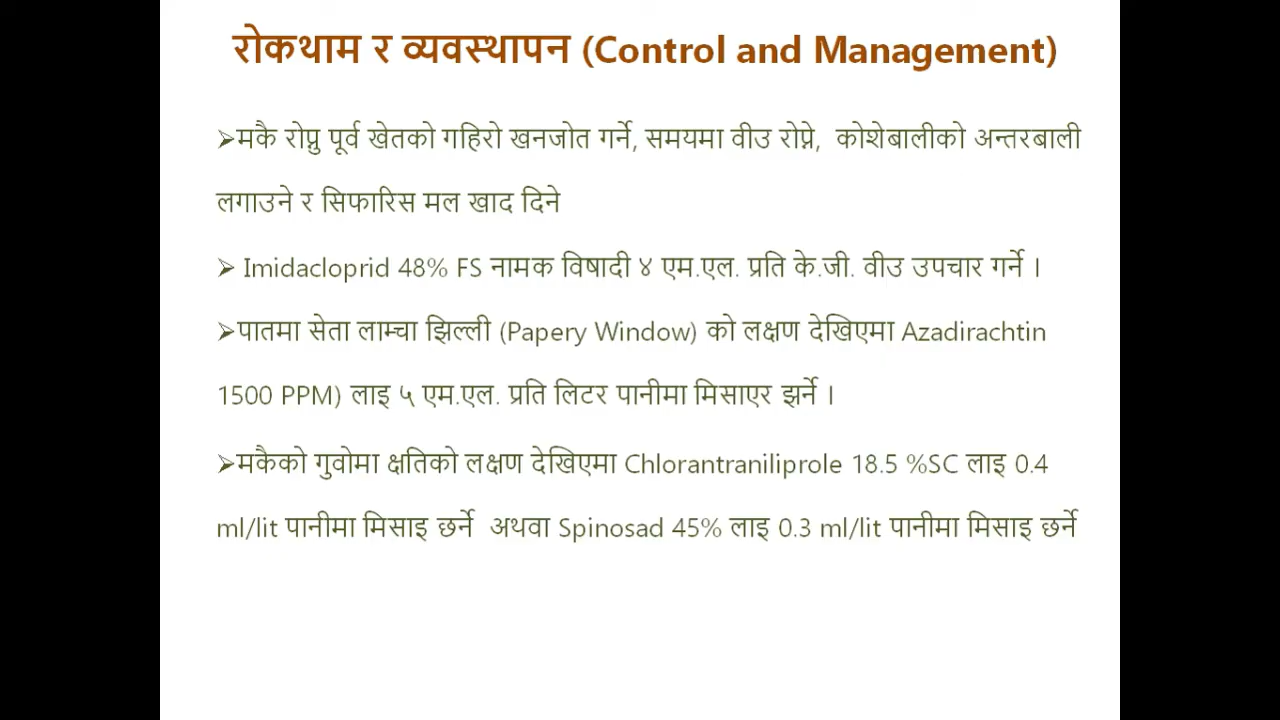 रोकथाम र व्यवस्थापन (Control and Management)
➢मकै रोप्नु पूर्व खेतको गहिरो खनजोत गर्ने, समयमा वीउ रोप्ने, कोशेबालीको अन्तरबाली
लगाउने र सिफारिस मल खाद दिने
➢ Imidacloprid 48% FS नामक विषादी ४ एम.एल. प्रति के.जी. वीउ उपचार गर्ने ।
➢पातमा सेता लाम्चा झिल्ली (Papery Window) को लक्षण देखिएमा Azadirachtin
1500 PPM) लाइ ५ एम.एल. प्रति लिटर पानीमा मिसाएर झर्ने ।
➢मकैको गुवोमा क्षतिको लक्षण देखिएमा Chlorantraniliprole 18.5 %SC लाइ 0.4
ml/lit पानीमा मिसाइ छर्ने अथवा Spinosad 45% लाइ 0.3 ml/lit पानीमा मिसाइ छर्ने